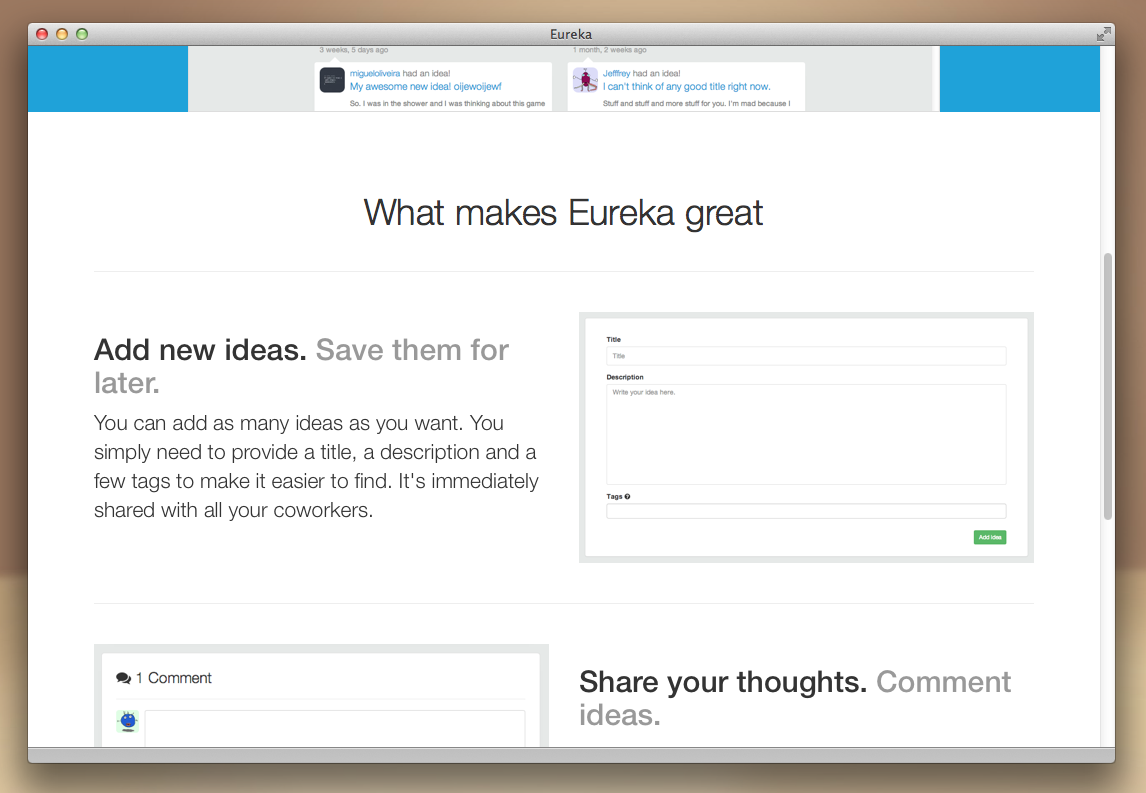 Eureka
3 weeks, 5 days ago
1 month, 2 weeks ago
migueloliveira had an idea!
My awesome new idea! oijewoijewf
So. I was in the shower and I was thinking about this game
Jefffrey had an idea!
I can't think of any good title right now.
Stuff and stuff and more stuff for you. I'm mad because I
What makes Eureka great
Add new ideas. Save them for
later.
You can add as many ideas as you want. You
simply need to provide a title, a description and a
few tags to make it easier to find. It's immediately
shared with all your coworkers.
Title
Title
Description
Write your idea here.
Tags
Add idea
1 Comment
Share your thoughts. Comment
ideas.